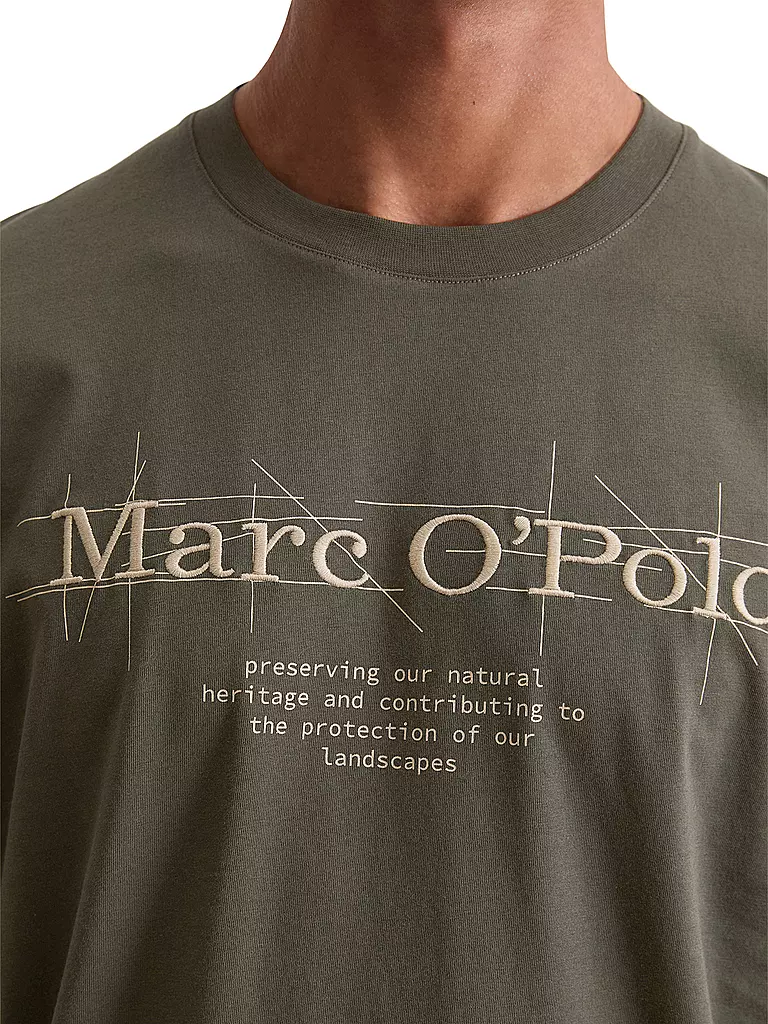 Marc O'Polo
preserving our natural
heritage and contributing to
the protection of our
landscapes